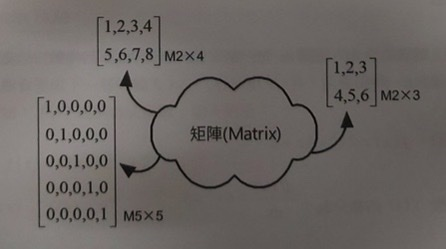 [1,2,3,4
5,6,7,8] M2×4
[1,2,3
4,5,6] M2×3
矩陣(Matrix)
[1,0,0,0,0
0,1,0,0,0
0,0,1,0,0
0,0,0,1,0
0,0,0,0,1] M5×5